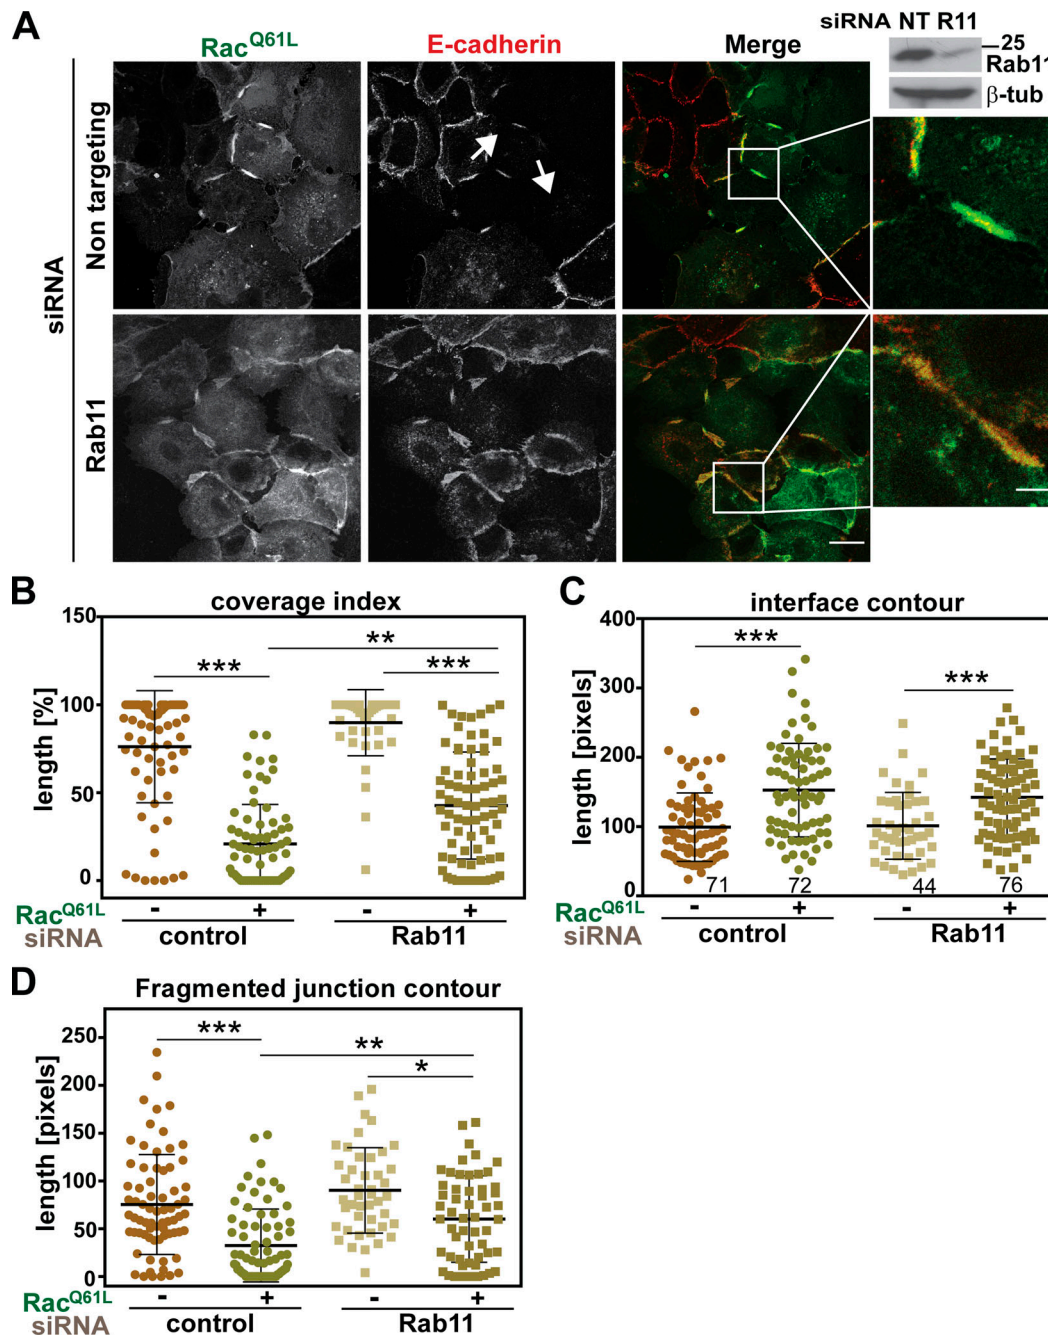 A
siRNA NT R11
Rac^Q61L E-cadherin Merge
25
Rab11
β-tub
siRNA
Non targeting
Rab11
B
coverage index
150
**
***
***
100
50
0
length [%]
Rac^Q61L - + - +
siRNA control Rab11
C
interface contour
400
***
***
300
200
100
0
length [pixels]
71 72 44 76
Rac^Q61L - + - +
siRNA control Rab11
D
Fragmented junction contour
250
***
**
*
200
150
100
50
0
length [pixels]
Rac^Q61L - + - +
siRNA control Rab11